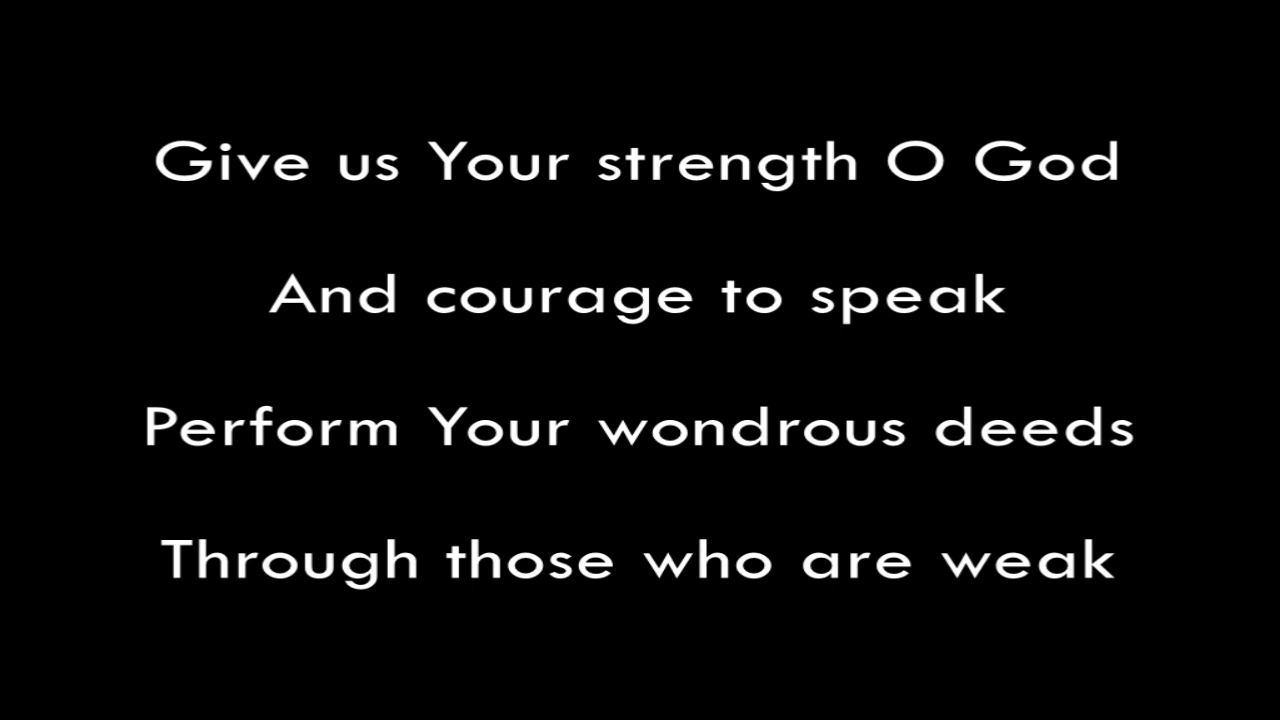 Give us Your strength O God
And courage to speak
Perform Your wondrous deeds
Through those who are weak